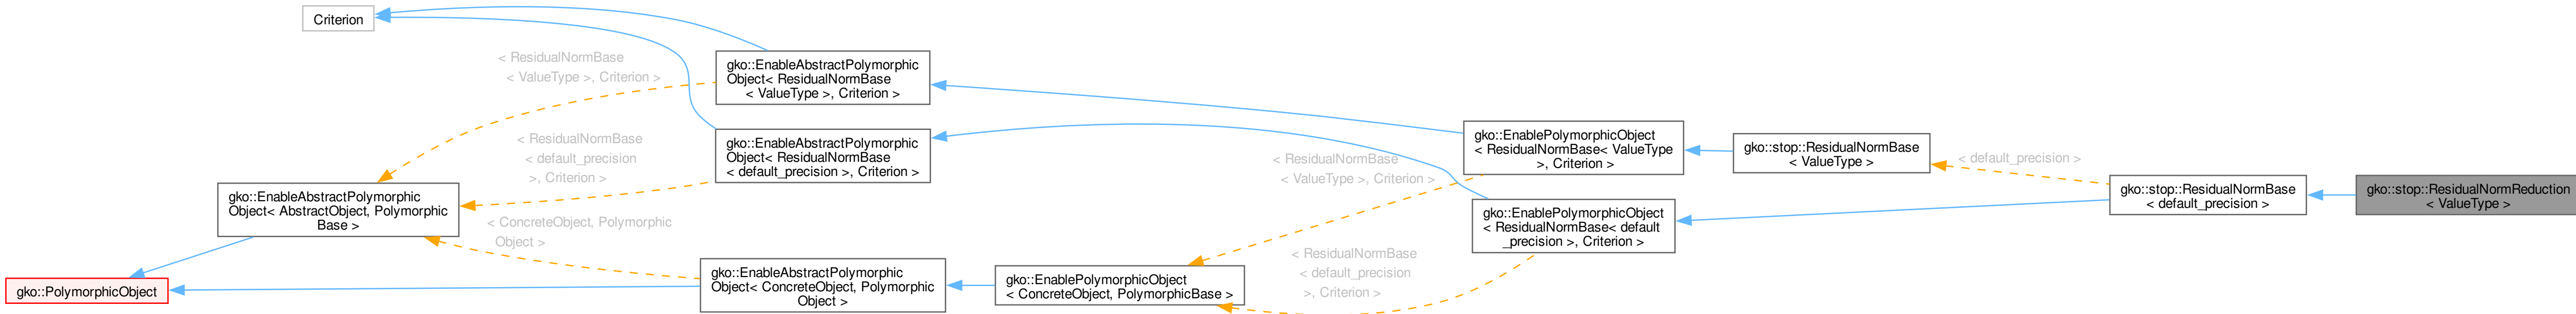 Criterion
< ResidualNormBase
< ValueType >, Criterion >
gko::EnableAbstractPolymorphic
Object< ResidualNormBase
< ValueType >, Criterion >
< ResidualNormBase
< default_precision
>, Criterion >
gko::EnableAbstractPolymorphic
Object< ResidualNormBase
< default_precision >, Criterion >
gko::EnableAbstractPolymorphic
Object< AbstractObject, Polymorphic
Base >
< ConcreteObject, Polymorphic
Object >
gko::PolymorphicObject
gko::EnableAbstractPolymorphic
Object< ConcreteObject, Polymorphic
Object >
gko::EnablePolymorphicObject
< ConcreteObject, PolymorphicBase >
< ResidualNormBase
< ValueType >, Criterion >
< ResidualNormBase
< default_precision
>, Criterion >
gko::EnablePolymorphicObject
< ResidualNormBase< ValueType
>, Criterion >
gko::EnablePolymorphicObject
< ResidualNormBase< default
_precision >, Criterion >
gko::stop::ResidualNormBase
< ValueType >
< default_precision >
gko::stop::ResidualNormBase
< default_precision >
gko::stop::ResidualNormReduction
< ValueType >